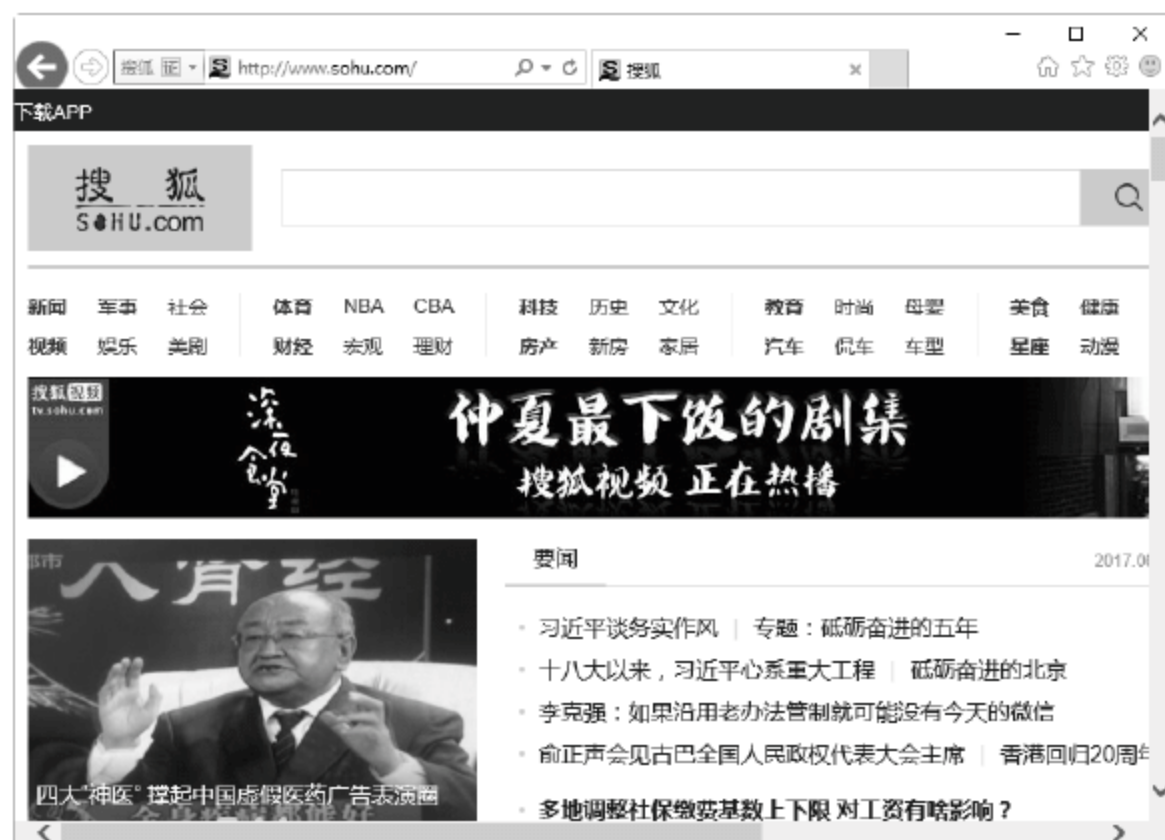 搜狐 证 http://www.sohu.com/ 搜狐
下载APP
搜 狐
SOHU.com
新闻 军事 社会 体育 NBA CBA 科技 历史 文化 教育 时尚 母婴 美食 健康
视频 娱乐 美剧 财经 宏观 理财 房产 新房 家居 汽车 侃车 车型 星座 动漫
搜狐视频
tv.sohu.com
深夜食堂
仲夏最下饭的剧集
搜狐视频 正在热播
要闻 2017.0
习近平谈务实作风 | 专题：砥砺奋进的五年
十八大以来，习近平心系重大工程 | 砥砺奋进的北京
李克强：如果沿用老办法管制就可能没有今天的微信
俞正声会见古巴全国人民政权代表大会主席 | 香港回归20周年
多地调整社保缴费基数上下限 对工资有啥影响？
四大"神医"撑起中国虚假医药广告表演圈